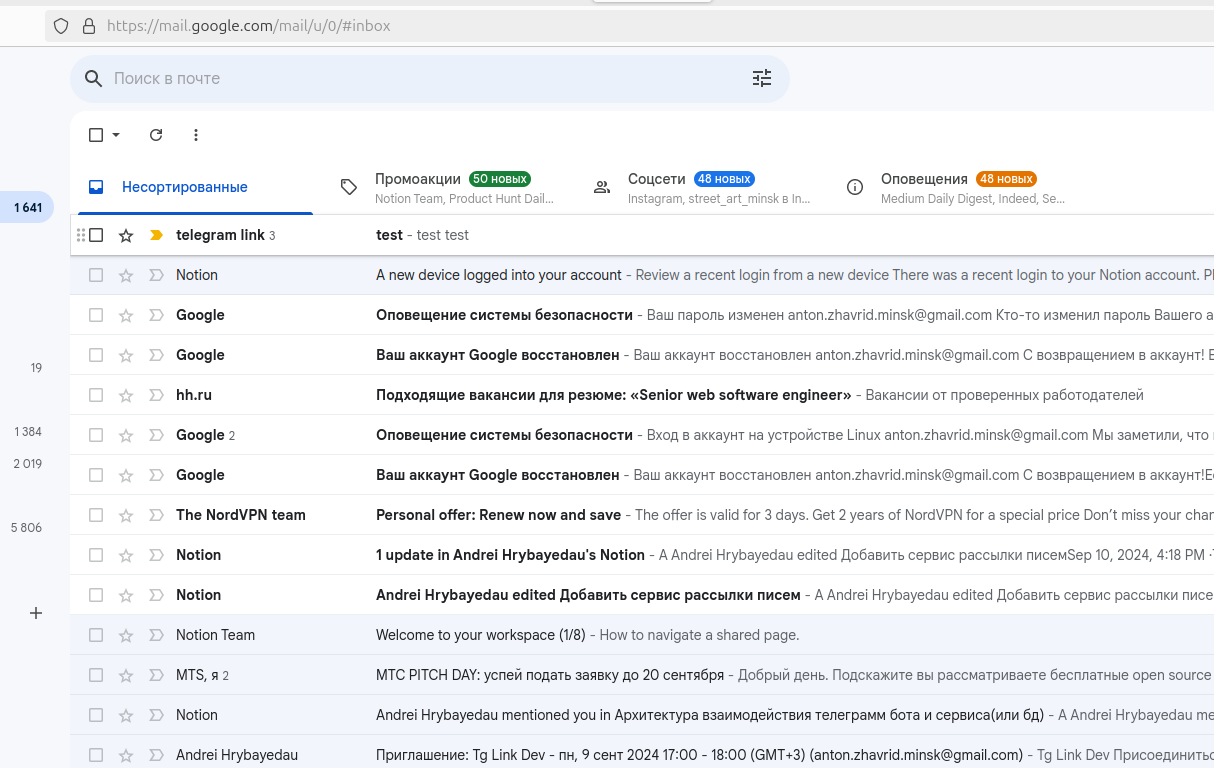 https://mail.google.com/mail/u/0/#inbox
Поиск в почте
Несортированные
Промоакции 50 новых
Notion Team, Product Hunt Dail...
Соцсети 48 новых
Instagram, street_art_minsk в In...
Оповещения 48 новых
Medium Daily Digest, Indeed, Se...
1 641
telegram link 3 test - test test
Notion A new device logged into your account - Review a recent login from a new device There was a recent login to your Notion account.
Google Оповещение системы безопасности - Ваш пароль изменен anton.zhavrid.minsk@gmail.com Кто-то изменил пароль Вашего а
Google Ваш аккаунт Google восстановлен - Ваш аккаунт восстановлен anton.zhavrid.minsk@gmail.com С возвращением в аккаунт!
19
hh.ru Подходящие вакансии для резюме: «Senior web software engineer» - Вакансии от проверенных работодателей
1 384
Google 2 Оповещение системы безопасности - Вход в аккаунт на устройстве Linux anton.zhavrid.minsk@gmail.com Мы заметили, что
2 019
Google Ваш аккаунт Google восстановлен - Ваш аккаунт восстановлен anton.zhavrid.minsk@gmail.com С возвращением в аккаунт!
The NordVPN team Personal offer: Renew now and save - The offer is valid for 3 days. Get 2 years of NordVPN for a special price Don't miss your
5 806
Notion 1 update in Andrei Hrybayedau's Notion - A Andrei Hrybayedau edited Добавить сервис рассылки писемSep 10, 2024, 4:18 PM
Notion Andrei Hrybayedau edited Добавить сервис рассылки писем - A Andrei Hrybayedau edited Добавить сервис рассылки писе
Notion Team Welcome to your workspace (1/8) - How to navigate a shared page.
MTS, я 2 МТС PITCH DAY: успей подать заявку до 20 сентября - Добрый день. Подскажите вы рассматриваете бесплатные open source
Notion Andrei Hrybayedau mentioned you in Архитектура взаимодействия телеграмм бота и сервиса(или бд) - A Andrei Hrybayedau me
Andrei Hrybayedau Приглашение: Tg Link Dev - пн, 9 сент 2024 17:00 - 18:00 (GMT+3) (anton.zhavrid.minsk@gmail.com) - Tg Link Dev